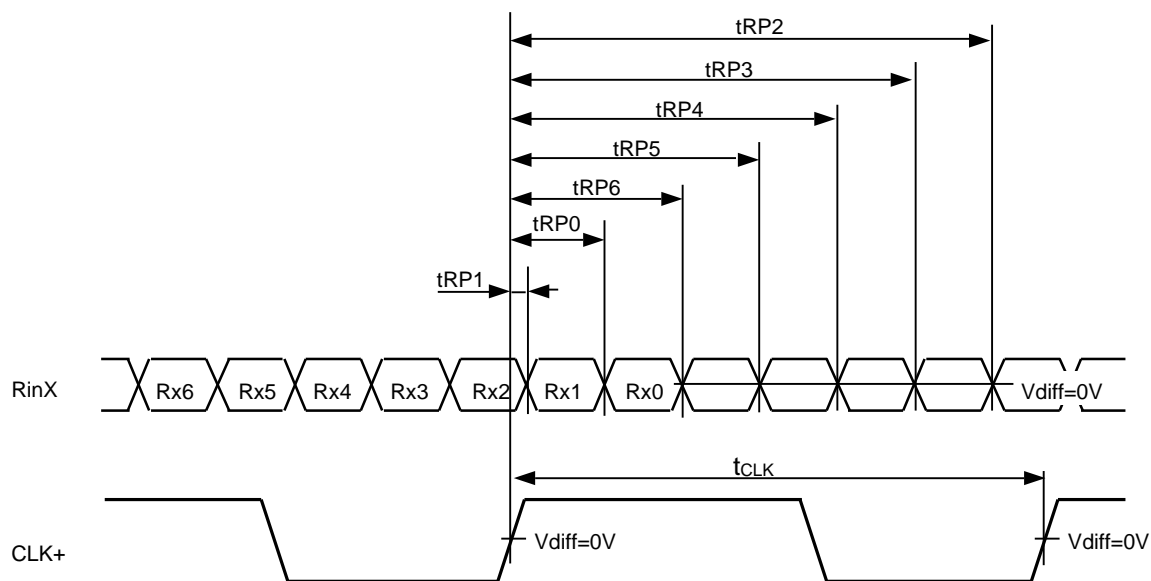 tRP2
tRP3
tRP4
tRP5
tRP6
tRP0
tRP1
RinX Rx6 Rx5 Rx4 Rx3 Rx2 Rx1 Rx0 Vdiff=0V
tCLK
CLK+ Vdiff=0V Vdiff=0V